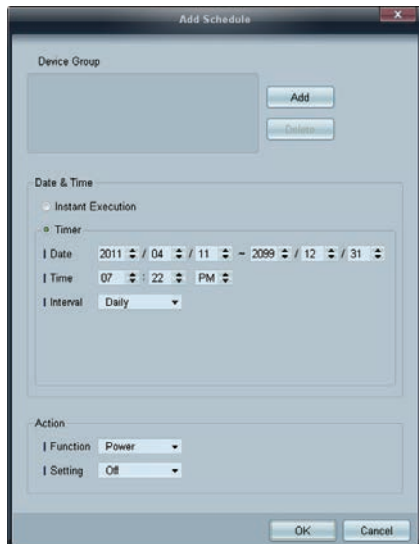 Add Schedule
Device Group
Add
Delete
Date & Time
Instant Execution
Timer
Date 2011 / 04 / 11 ~ 2099 / 12 / 31
Time 07 : 22 PM
Interval Daily
Action
Function Power
Setting Off
OK Cancel